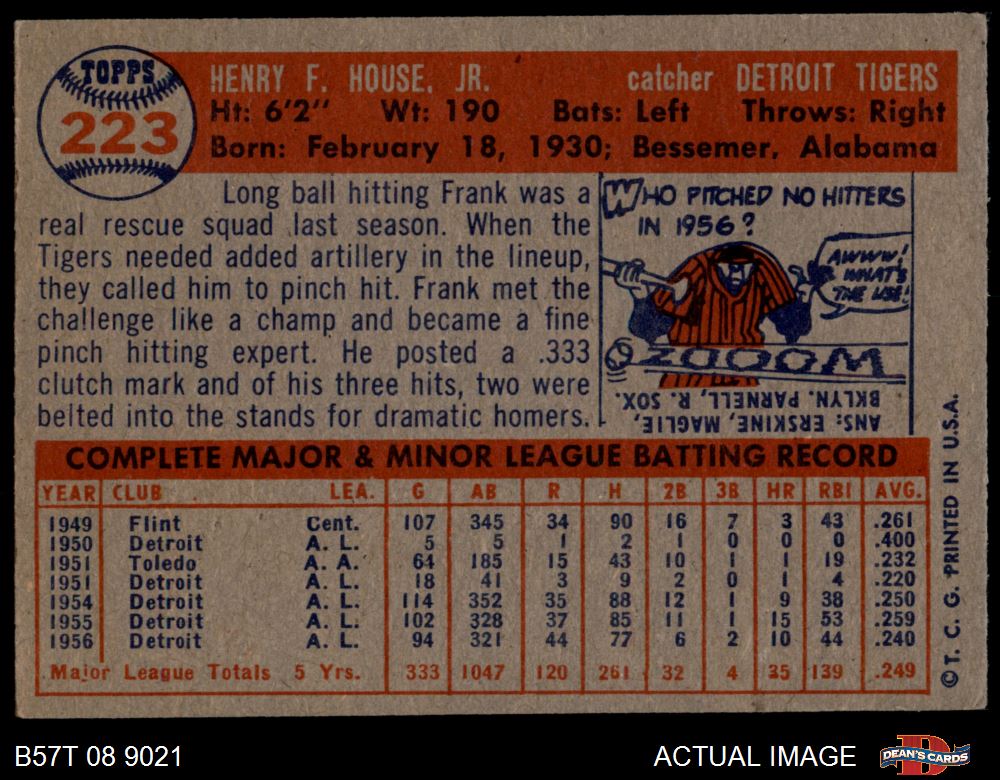 TOPPS
223
HENRY F. HOUSE, JR. catcher DETROIT TIGERS
Ht: 6'2" Wt: 190 Bats: Left Throws: Right
Born: February 18, 1930; Bessemer, Alabama
Long ball hitting Frank was a
real rescue squad last season. When the
Tigers needed added artillery in the lineup,
they called him to pinch hit. Frank met the
challenge like a champ and became a fine
pinch hitting expert. He posted a .333
clutch mark and of his three hits, two were
belted into the stands for dramatic homers.
WHO PITCHED NO HITTERS
IN 1956?
AWWW!
WHAT'S
THE USE!
ZOOOM
ANS: ERSKINE, MAGLIE,
BKLYN. PARNELL, R. SOX.
COMPLETE MAJOR & MINOR LEAGUE BATTING RECORD
YEAR CLUB LEA. G AB R H 2B 3B HR RBI AVG.
1949 Flint Cent. 107 345 34 90 16 7 3 43 .261
1950 Detroit A. L. 5 5 1 2 1 0 0 0 .400
1951 Toledo A. A. 64 185 15 43 10 1 1 19 .232
1951 Detroit A. L. 18 41 3 9 2 0 1 4 .220
1954 Detroit A. L. 114 352 35 88 12 1 9 38 .250
1955 Detroit A. L. 102 328 37 85 11 1 15 53 .259
1956 Detroit A. L. 94 321 44 77 6 2 10 44 .240
Major League Totals 5 Yrs. 333 1047 120 261 32 4 35 139 .249
© T. C. G. PRINTED IN U.S.A.
B57T 08 9021
ACTUAL IMAGE
DEAN'S CARDS